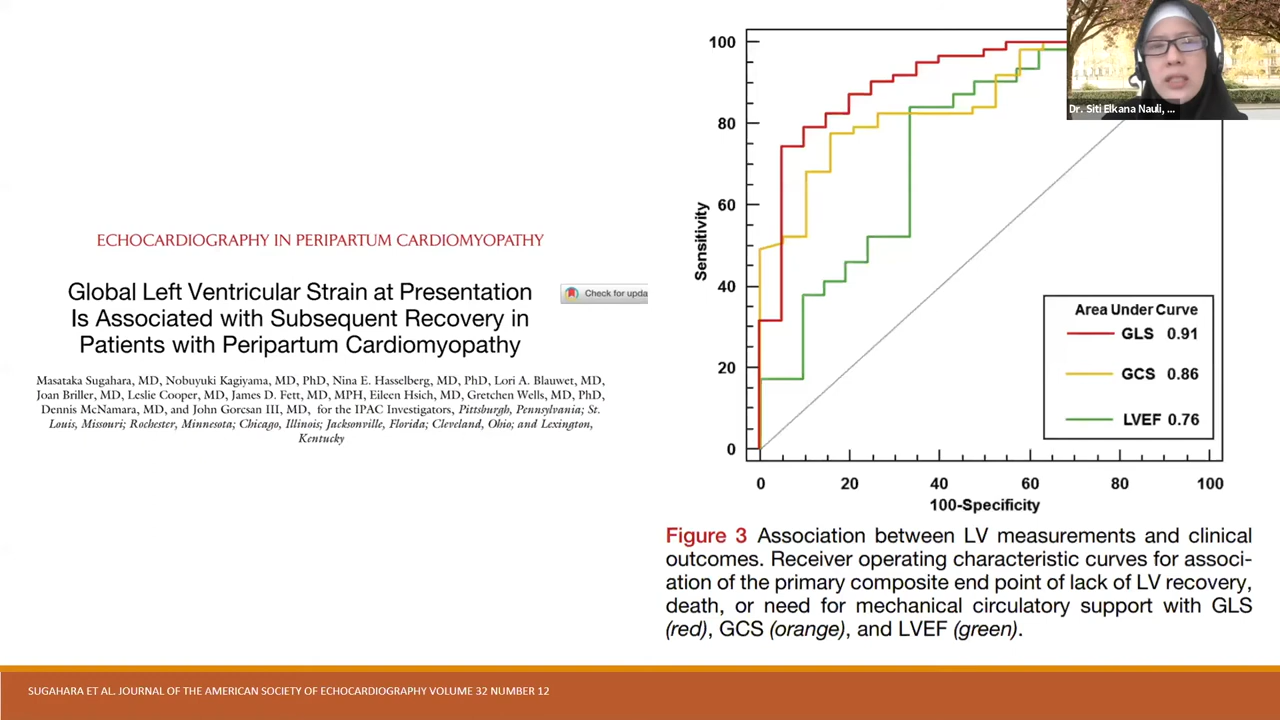 ECHOCARDIOGRAPHY IN PERIPARTUM CARDIOMYOPATHY
Global Left Ventricular Strain at Presentation
Is Associated with Subsequent Recovery in
Patients with Peripartum Cardiomyopathy
Check for upda
Masataka Sugahara, MD, Nobuyuki Kagiyama, MD, PhD, Nina E. Hasselberg, MD, PhD, Lori A. Blauwet, MD,
Joan Briller, MD, Leslie Cooper, MD, James D. Fett, MD, MPH, Eileen Hsich, MD, Gretchen Wells, MD, PhD,
Dennis McNamara, MD, and John Gorcsan III, MD, for the IPAC Investigators, Pittsburgh, Pennsylvania; St.
Louis, Missouri; Rochester, Minnesota; Chicago, Illinois; Jacksonville, Florida; Cleveland, Ohio; and Lexington,
Kentucky
Dr. Siti Elkana Nauli, ...
100
80
60
40
20
0
Sensitivity
Area Under Curve
GLS 0.91
GCS 0.86
LVEF 0.76
0 20 40 60 80 100
100-Specificity
Figure 3 Association between LV measurements and clinical
outcomes. Receiver operating characteristic curves for associ-
ation of the primary composite end point of lack of LV recovery,
death, or need for mechanical circulatory support with GLS
(red), GCS (orange), and LVEF (green).
SUGAHARA ET AL. JOURNAL OF THE AMERICAN SOCIETY OF ECHOCARDIOGRAPHY VOLUME 32 NUMBER 12